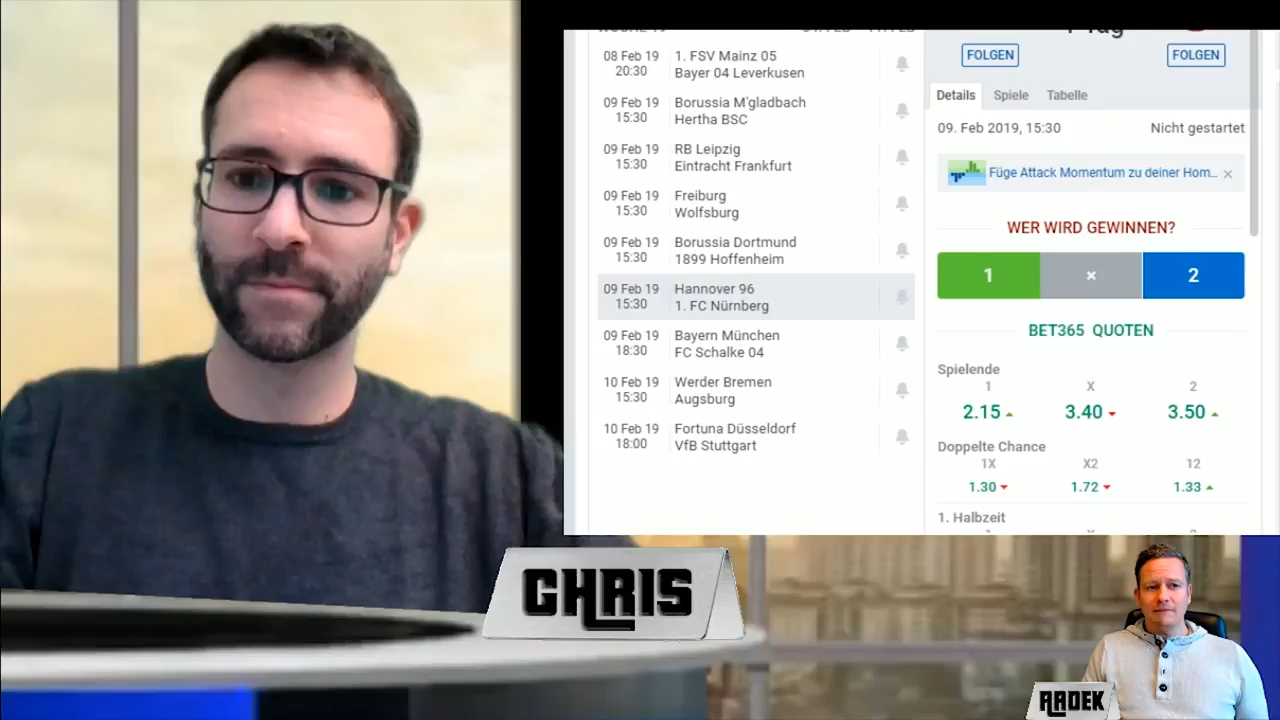 08 Feb 19
20:30
1. FSV Mainz 05
Bayer 04 Leverkusen
09 Feb 19
15:30
Borussia M'gladbach
Hertha BSC
09 Feb 19
15:30
RB Leipzig
Eintracht Frankfurt
09 Feb 19
15:30
Freiburg
Wolfsburg
09 Feb 19
15:30
Borussia Dortmund
1899 Hoffenheim
09 Feb 19
15:30
Hannover 96
1. FC Nürnberg
09 Feb 19
18:30
Bayern München
FC Schalke 04
10 Feb 19
15:30
Werder Bremen
Augsburg
10 Feb 19
18:00
Fortuna Düsseldorf
VfB Stuttgart
1 Tag
FOLGEN FOLGEN
Details Spiele Tabelle
09. Feb 2019, 15:30 Nicht gestartet
Füge Attack Momentum zu deiner Hom... ×
WER WIRD GEWINNEN?
1 × 2
BET365 QUOTEN
Spielende
1 X 2
2.15 3.40 3.50
Doppelte Chance
1X X2 12
1.30 1.72 1.33
1. Halbzeit
CHRIS
RADEK